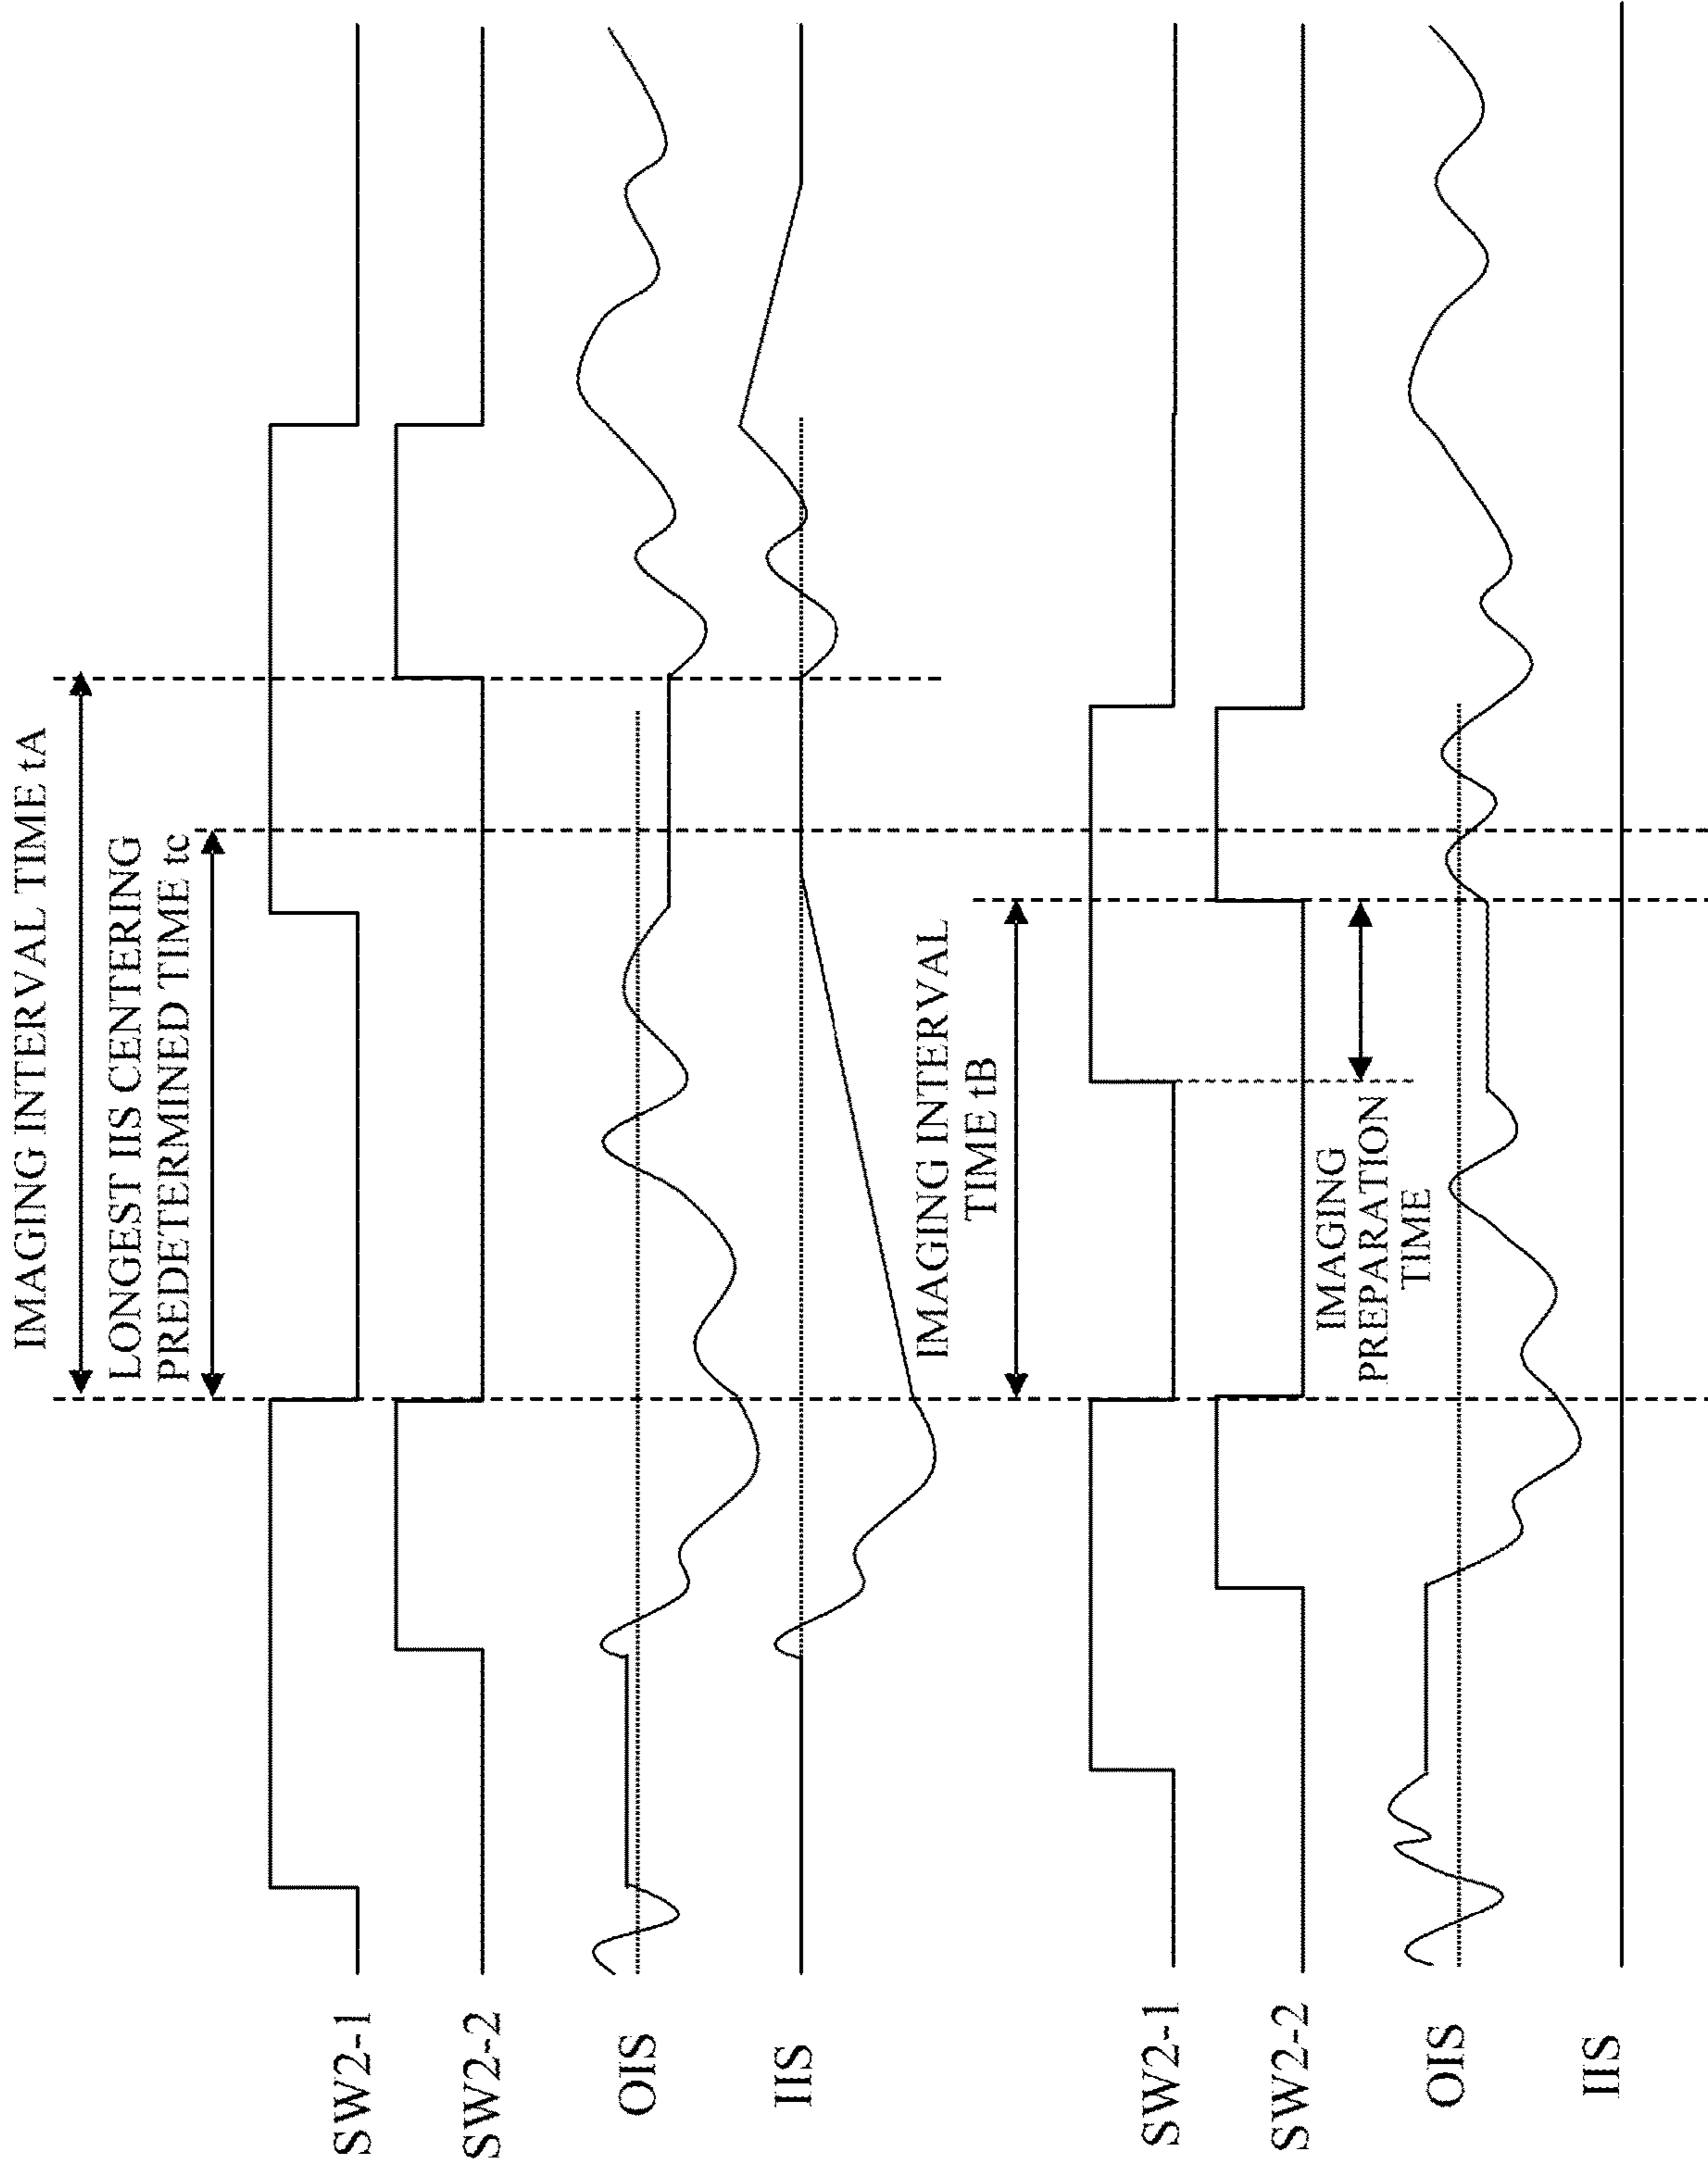 IMAGING INTERVAL TIME tA
LONGEST IIS CENTERING
PREDETERMINED TIME tc
SW2-1
SW2-2
OIS
IIS
IMAGING INTERVAL
TIME tB
SW2-1
SW2-2
IMAGING
PREPARATION
TIME
OIS
IIS